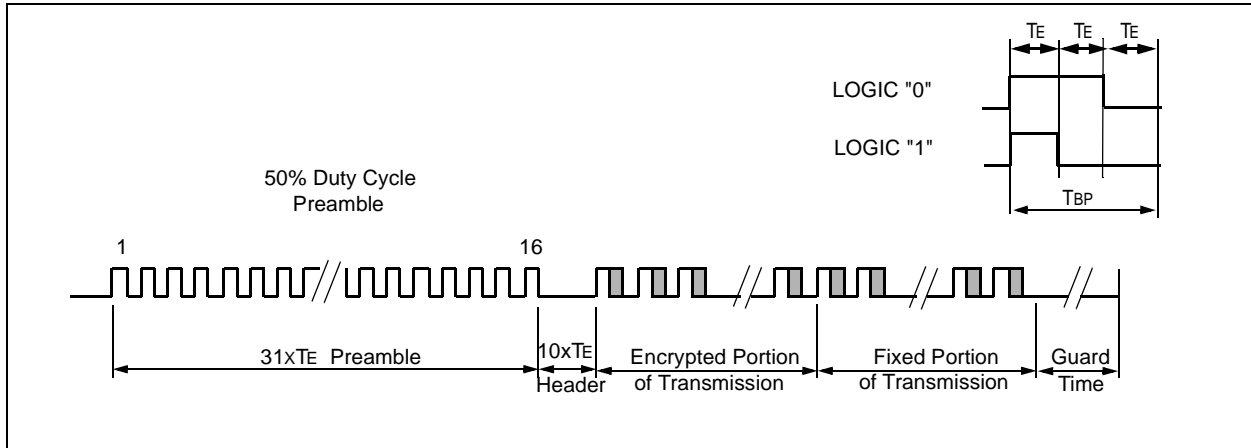 TE TE TE
LOGIC "0"
LOGIC "1"
TBP
50% Duty Cycle
Preamble
1 16
31xTE Preamble
10xTE
Header
Encrypted Portion
of Transmission
Fixed Portion
of Transmission
Guard
Time